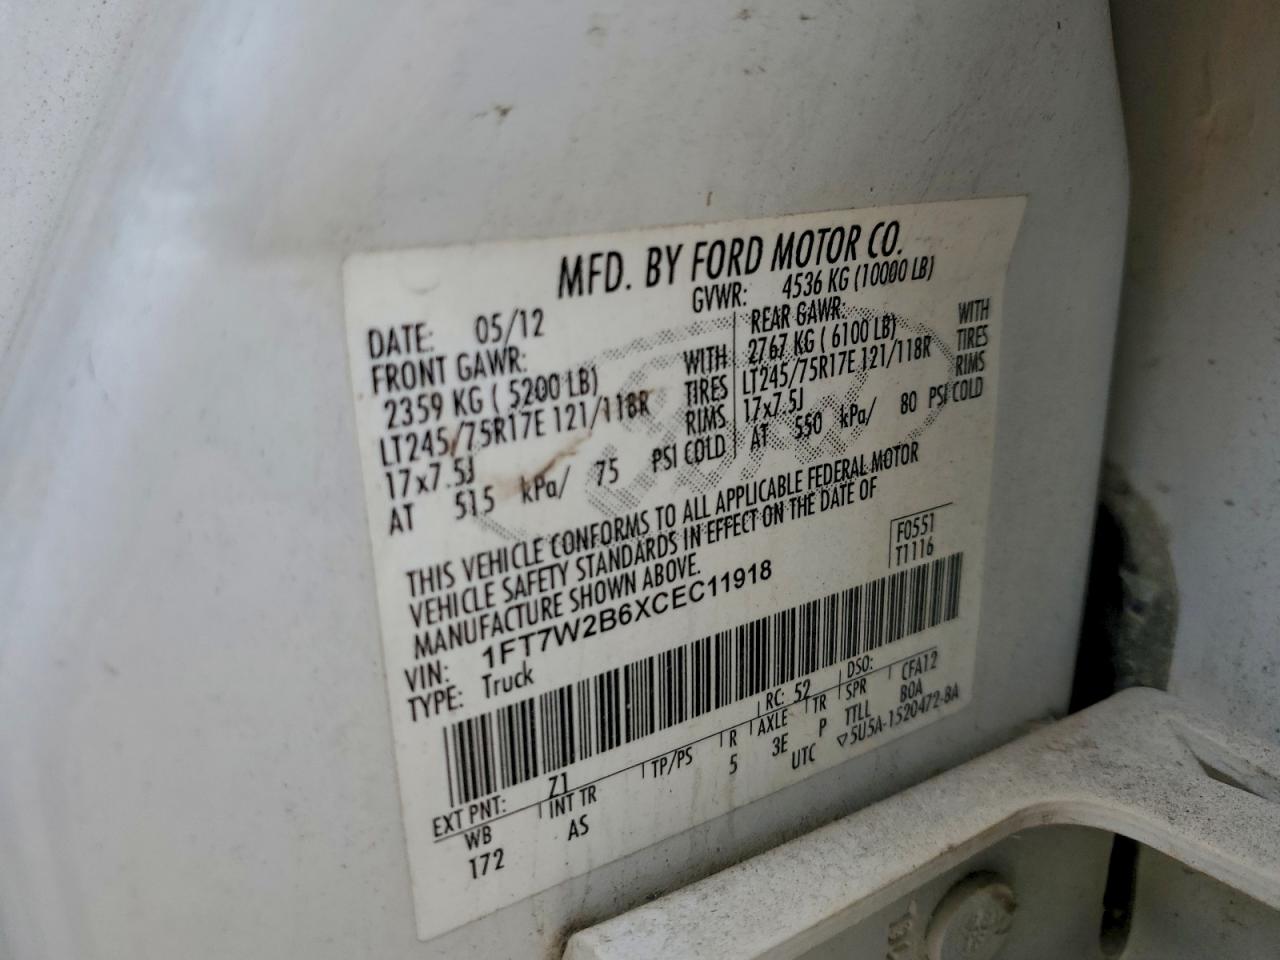 MFD. BY FORD MOTOR CO.
DATE: 05/12 GVWR: 4536 KG (10000 LB)
FRONT GAWR: REAR GAWR:
2359 KG ( 5200 LB) WITH 2767 KG ( 6100 LB) WITH
LT245/75R17E 121/118R TIRES LT245/75R17E 121/118R TIRES
17x7.5J RIMS 17x7.5J RIMS
AT 515 kPa/ 75 PSI COLD AT 550 kPa/ 80 PSI COLD
THIS VEHICLE CONFORMS TO ALL APPLICABLE FEDERAL MOTOR
VEHICLE SAFETY STANDARDS IN EFFECT ON THE DATE OF
MANUFACTURE SHOWN ABOVE.
F0551
T1116
VIN: 1FT7W2B6XCEC11918
TYPE: Truck
EXT PNT: Z1 RC: 52 DSO:
WB INT TR TP/PS R AXLE TR SPR CFA12
172 AS 5 3E P TTLL BOA
UTC ▽5U5A-1520472-BA